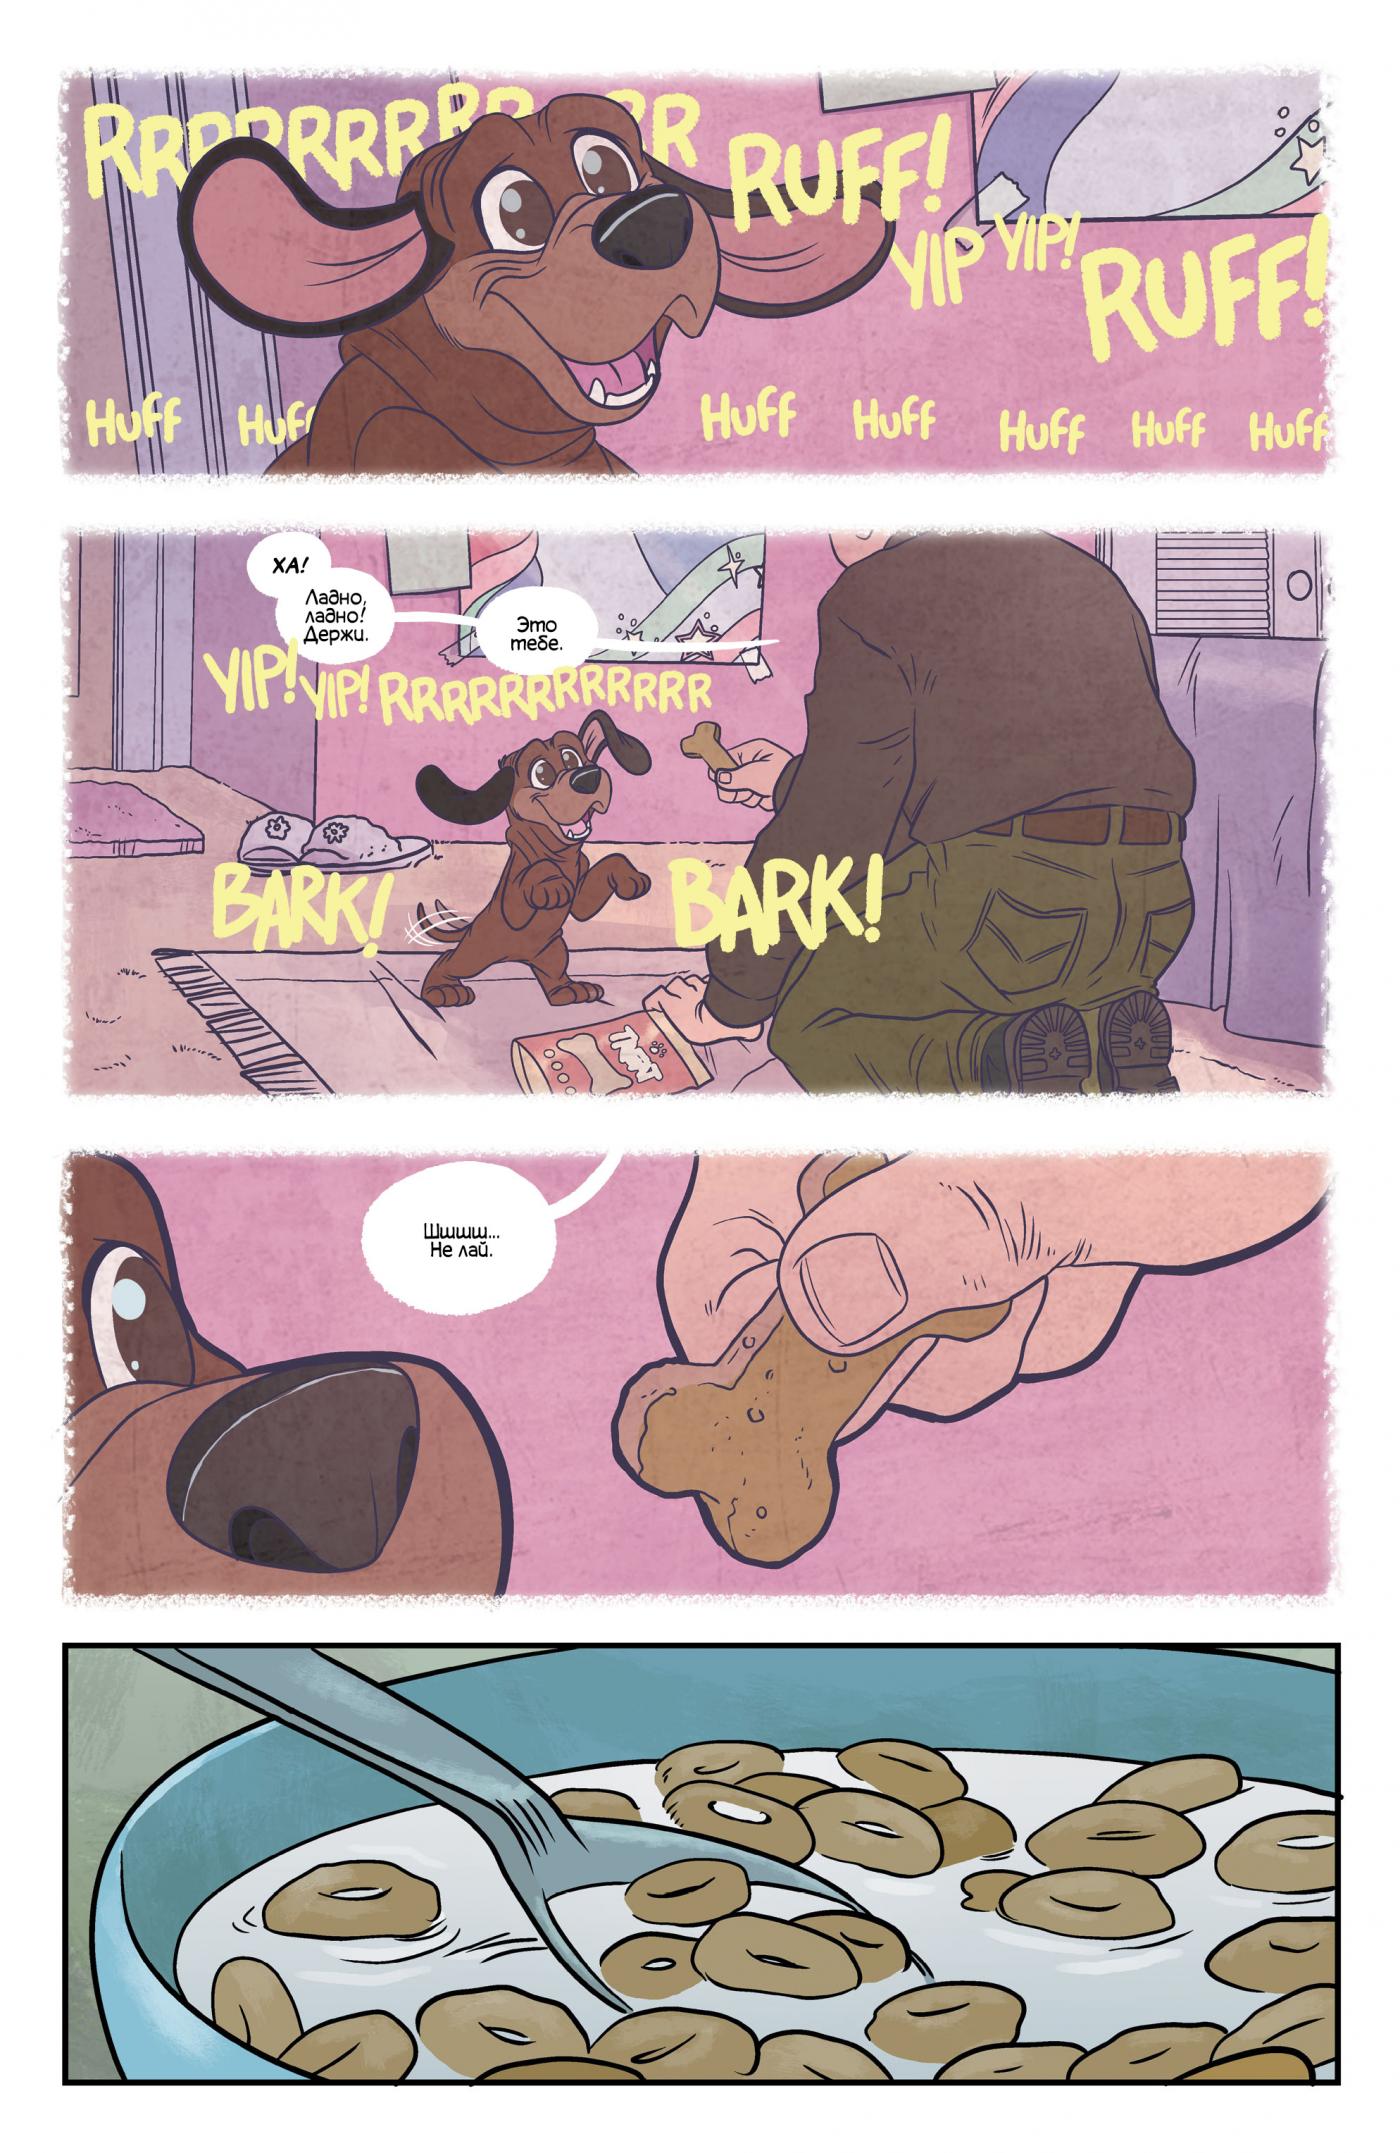 RRRRRRRRRRRRR
RUFF!
YIP YIP!
RUFF!
HUFF HUFF HUFF HUFF HUFF HUFF HUFF
ХА!
Ладно,
ладно!
Держи.
Это
тебе.
YIP! YIP! RRRRRRRRRRRRR
BARK! BARK!
Шшшш...
Не лай.